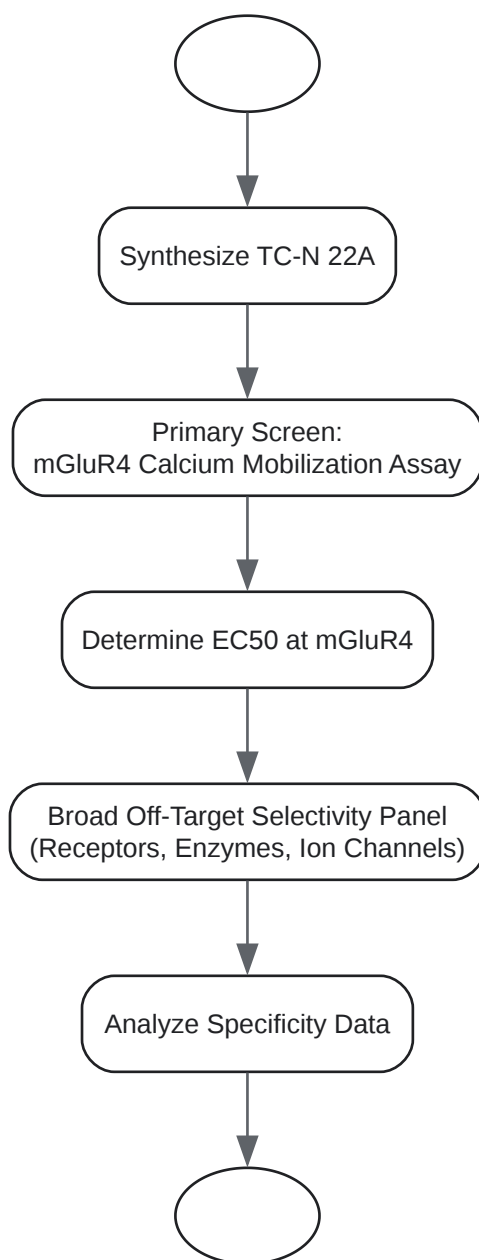 Synthesize TC-N 22A
Primary Screen:
mGluR4 Calcium Mobilization Assay
Determine EC50 at mGluR4
Broad Off-Target Selectivity Panel
(Receptors, Enzymes, Ion Channels)
Analyze Specificity Data